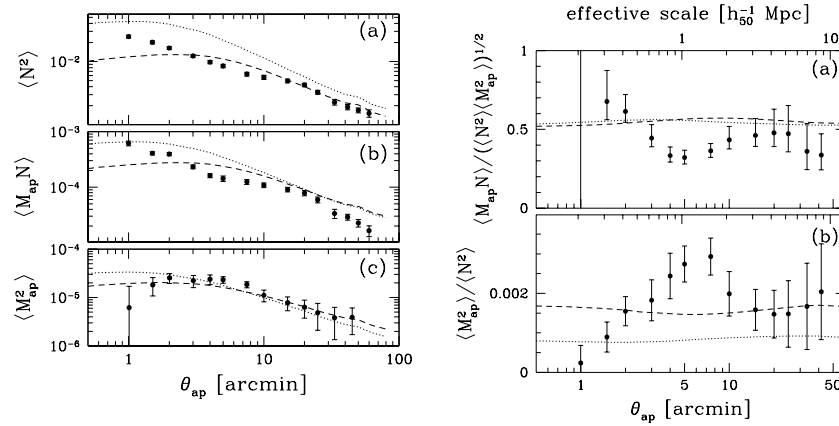 (a)
10⁻²
⟨N²⟩
10⁻³
(b)
10⁻⁴
⟨M_ap N⟩
10⁻⁴
(c)
10⁻⁵
⟨M²_ap⟩
10⁻⁶
1 10 100
θ_ap [arcmin]
effective scale [h₅₀⁻¹ Mpc]
1 10
1
(a)
0.5
⟨M_ap N⟩/(⟨N²⟩⟨M²_ap⟩)^1/2
0
(b)
0.002
⟨M²_ap⟩/⟨N²⟩
0
1 5 10 50
θ_ap [arcmin]